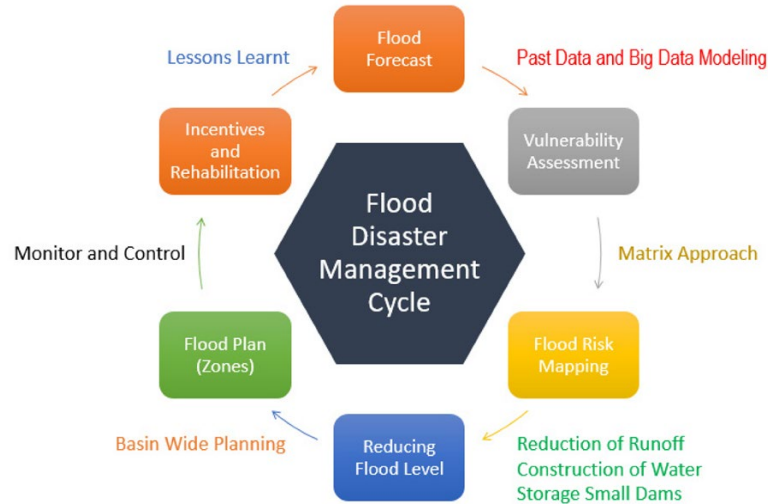 Lessons Learnt
Flood
Forecast
Past Data and Big Data Modeling
Incentives
and
Rehabilitation
Vulnerability
Assessment
Flood
Disaster
Management
Cycle
Monitor and Control
Matrix Approach
Flood Plan
(Zones)
Flood Risk
Mapping
Basin Wide Planning
Reducing
Flood Level
Reduction of Runoff
Construction of Water
Storage Small Dams